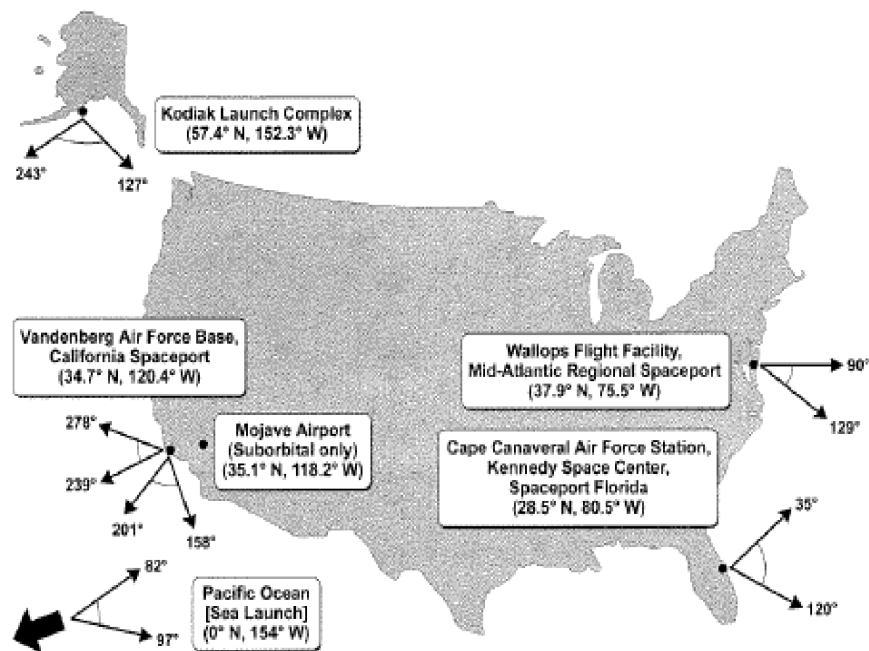 Kodiak Launch Complex
(57.4° N, 152.3° W)
243°
127°
Vandenberg Air Force Base,
California Spaceport
(34.7° N, 120.4° W)
Wallops Flight Facility,
Mid-Atlantic Regional Spaceport
(37.9° N, 75.5° W)
90°
129°
278°
239°
201°
158°
Mojave Airport
(Suborbital only)
(35.1° N, 118.2° W)
Cape Canaveral Air Force Station,
Kennedy Space Center,
Spaceport Florida
(28.5° N, 80.5° W)
35°
120°
82°
97°
Pacific Ocean
[Sea Launch]
(0° N, 154° W)